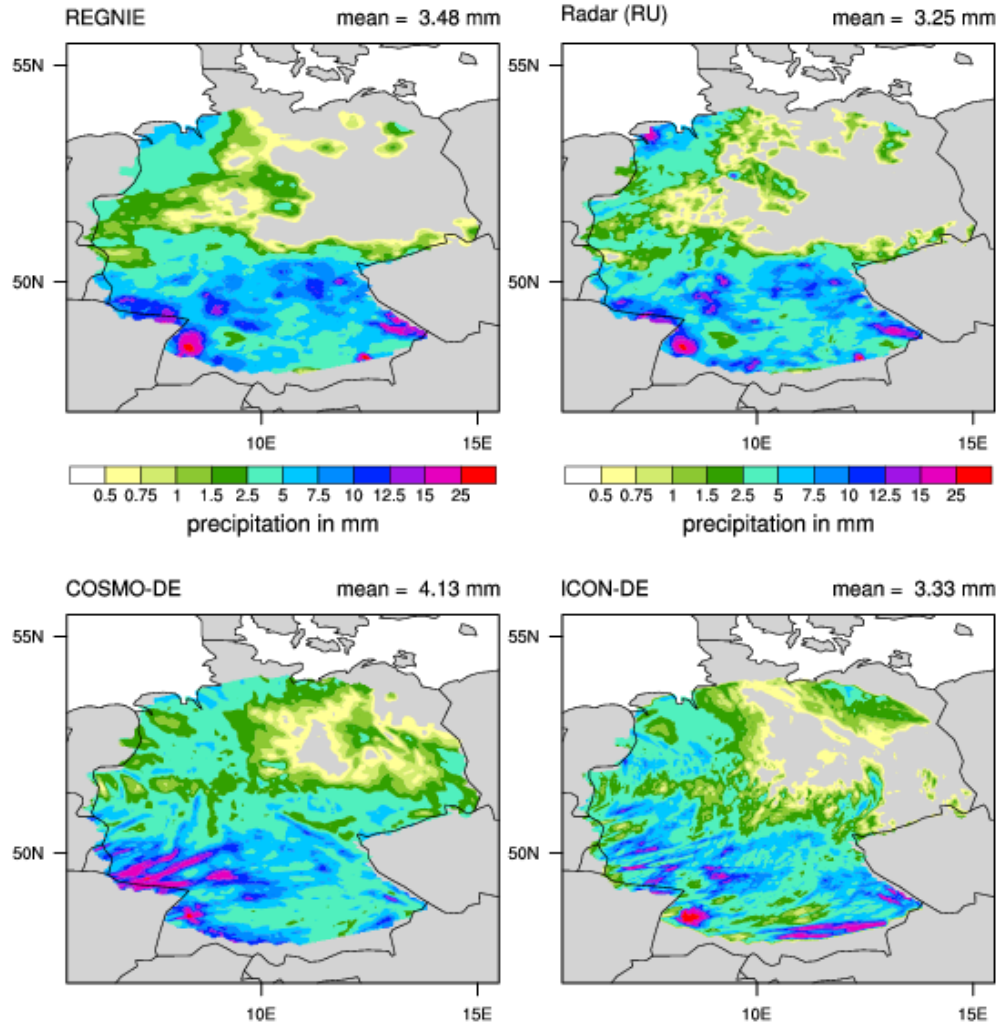 REGNIE mean = 3.48 mm
Radar (RU) mean = 3.25 mm
55N
55N
50N
50N
10E 15E
10E 15E
0.5 0.75 1 1.5 2.5 5 7.5 10 12.5 15 25
0.5 0.75 1 1.5 2.5 5 7.5 10 12.5 15 25
precipitation in mm
precipitation in mm
COSMO-DE mean = 4.13 mm
ICON-DE mean = 3.33 mm
55N
55N
50N
50N
10E 15E
10E 15E